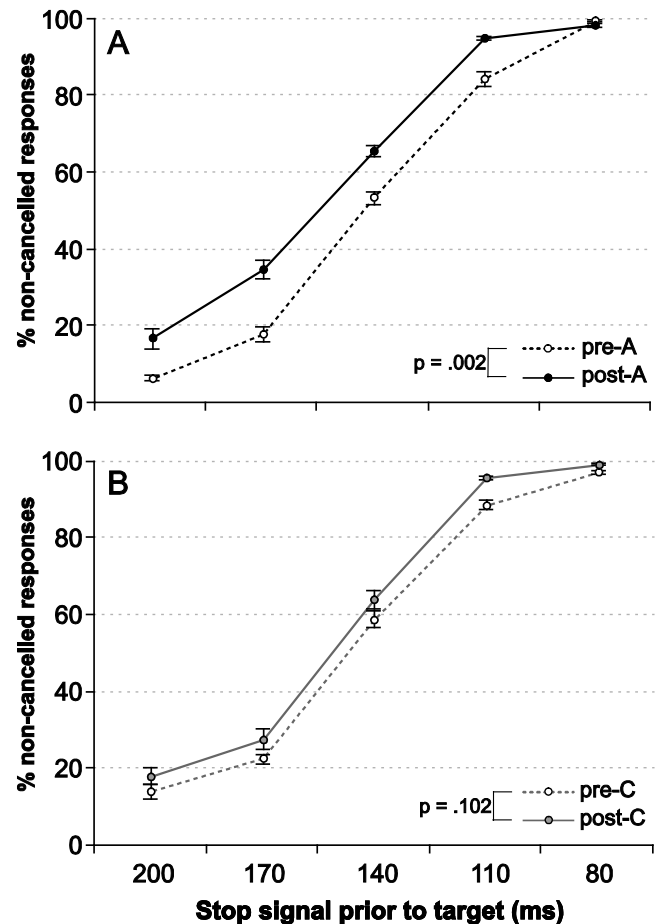 A
% non-cancelled responses
100
80
60
40
20
0
p = .002
pre-A
post-A
B
% non-cancelled responses
100
80
60
40
20
0
p = .102
pre-C
post-C
200 170 140 110 80
Stop signal prior to target (ms)